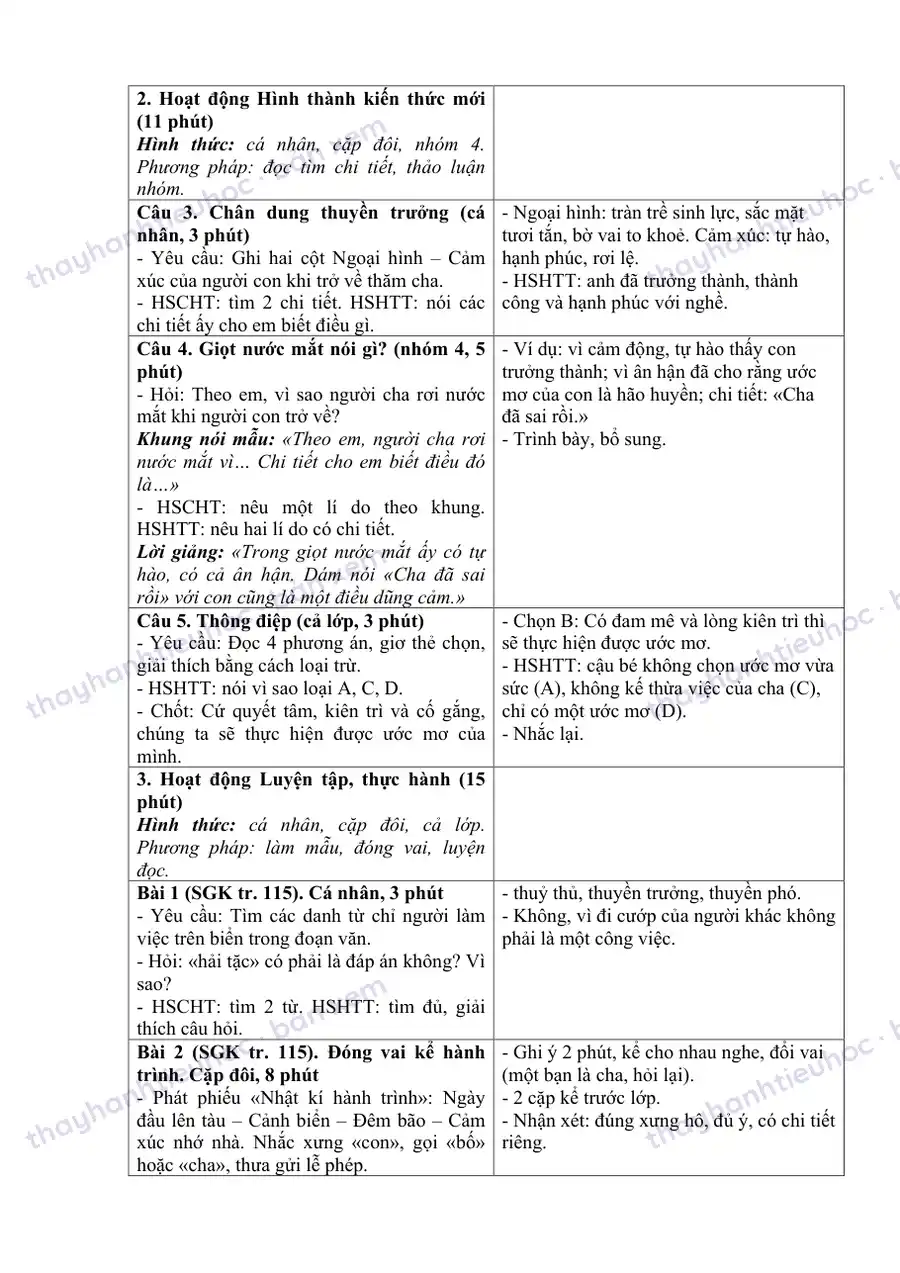 2. Hoạt động Hình thành kiến thức mới
(11 phút)
Hình thức: cá nhân, cặp đôi, nhóm 4.
Phương pháp: đọc tìm chi tiết, thảo luận
nhóm.
Câu 3. Chân dung thuyền trưởng (cá
nhân, 3 phút)
- Yêu cầu: Ghi hai cột Ngoại hình – Cảm
xúc của người con khi trở về thăm cha.
- HSCHT: tìm 2 chi tiết. HSHTT: nói các
chi tiết ấy cho em biết điều gì.
- Ngoại hình: tràn trề sinh lực, sắc mặt
tươi tắn, bờ vai to khoẻ. Cảm xúc: tự hào,
hạnh phúc, rơi lệ.
- HSHTT: anh đã trưởng thành, thành
công và hạnh phúc với nghề.
Câu 4. Giọt nước mắt nói gì? (nhóm 4, 5
phút)
- Hỏi: Theo em, vì sao người cha rơi nước
mắt khi người con trở về?
Khung nói mẫu: «Theo em, người cha rơi
nước mắt vì… Chi tiết cho em biết điều đó
là…»
- HSCHT: nêu một lí do theo khung.
HSHTT: nêu hai lí do có chi tiết.
Lời giảng: «Trong giọt nước mắt ấy có tự
hào, có cả ân hận. Dám nói «Cha đã sai
rồi» với con cũng là một điều dũng cảm.»
- Ví dụ: vì cảm động, tự hào thấy con
trưởng thành; vì ân hận đã cho rằng ước
mơ của con là hão huyền; chi tiết: «Cha
đã sai rồi.»
- Trình bày, bổ sung.
Câu 5. Thông điệp (cả lớp, 3 phút)
- Yêu cầu: Đọc 4 phương án, giơ thẻ chọn,
giải thích bằng cách loại trừ.
- HSHTT: nói vì sao loại A, C, D.
- Chốt: Cứ quyết tâm, kiên trì và cố gắng,
chúng ta sẽ thực hiện được ước mơ của
mình.
- Chọn B: Có đam mê và lòng kiên trì thì
sẽ thực hiện được ước mơ.
- HSHTT: cậu bé không chọn ước mơ vừa
sức (A), không kế thừa việc của cha (C),
chỉ có một ước mơ (D).
- Nhắc lại.
3. Hoạt động Luyện tập, thực hành (15
phút)
Hình thức: cá nhân, cặp đôi, cả lớp.
Phương pháp: làm mẫu, đóng vai, luyện
đọc.
Bài 1 (SGK tr. 115). Cá nhân, 3 phút
- Yêu cầu: Tìm các danh từ chỉ người làm
việc trên biển trong đoạn văn.
- Hỏi: «hải tặc» có phải là đáp án không? Vì
sao?
- HSCHT: tìm 2 từ. HSHTT: tìm đủ, giải
thích câu hỏi.
- thuỷ thủ, thuyền trưởng, thuyền phó.
- Không, vì đi cướp của người khác không
phải là một công việc.
Bài 2 (SGK tr. 115). Đóng vai kể hành
trình. Cặp đôi, 8 phút
- Phát phiếu «Nhật kí hành trình»: Ngày
đầu lên tàu – Cảnh biển – Đêm bão – Cảm
xúc nhớ nhà. Nhắc xưng «con», gọi «bố»
hoặc «cha», thưa gửi lễ phép.
- Ghi ý 2 phút, kể cho nhau nghe, đổi vai
(một bạn là cha, hỏi lại).
- 2 cặp kể trước lớp.
- Nhận xét: đúng xưng hô, đủ ý, có chi tiết
riêng.
thayhanhtieuhoc · bản xem
thayhanhtieuhoc · b
thayhanhtieuhoc · bản xem
thayhanhtieuhoc · b
thayhanhtieuhoc · bản xem
thayhanhtieuhoc · b